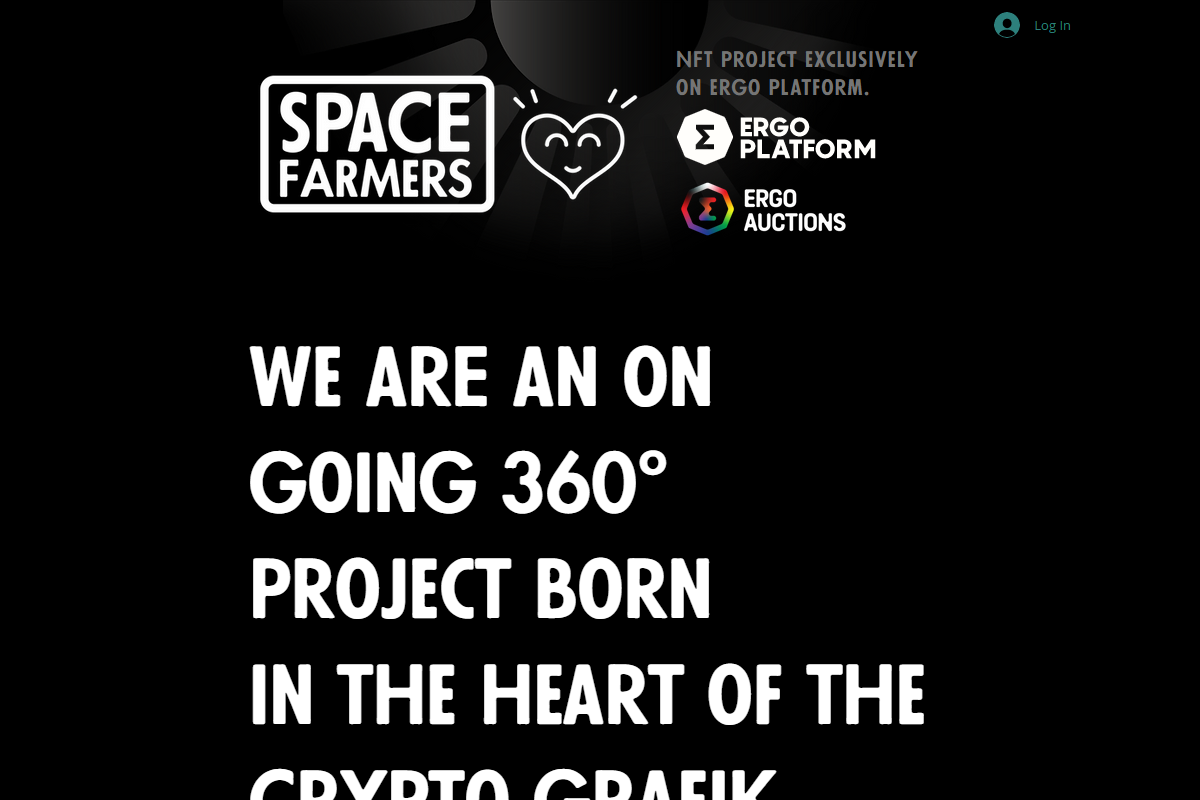 Log In
NFT PROJECT EXCLUSIVELY
ON ERGO PLATFORM.
SPACE
FARMERS
ERGO
PLATFORM
ERGO
AUCTIONS
WE ARE AN ON
GOING 360°
PROJECT BORN
IN THE HEART OF THE
CRYPTO GRAFIK